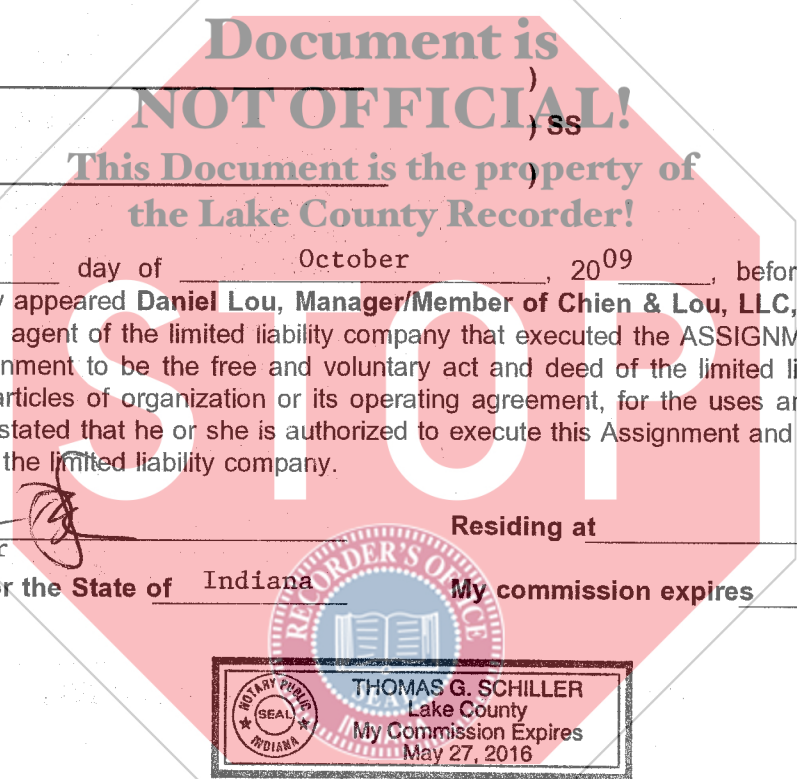 Document is
NOT OFFICIAL!
This Document is the property of
the Lake County Recorder!
)
) SS
)
day of October, 2009, befor
y appeared Daniel Lou, Manager/Member of Chien & Lou, LLC,
agent of the limited liability company that executed the ASSIGNM
nment to be the free and voluntary act and deed of the limited li
articles of organization or its operating agreement, for the uses a
stated that he or she is authorized to execute this Assignment and
the limited liability company.
STOP
Residing at
r the State of Indiana My commission expires
RECORDER'S OFFICE
SEAL
INDIANA
NOTARY PUBLIC
SEAL
INDIANA
THOMAS G. SCHILLER
Lake County
My Commission Expires
May 27, 2016